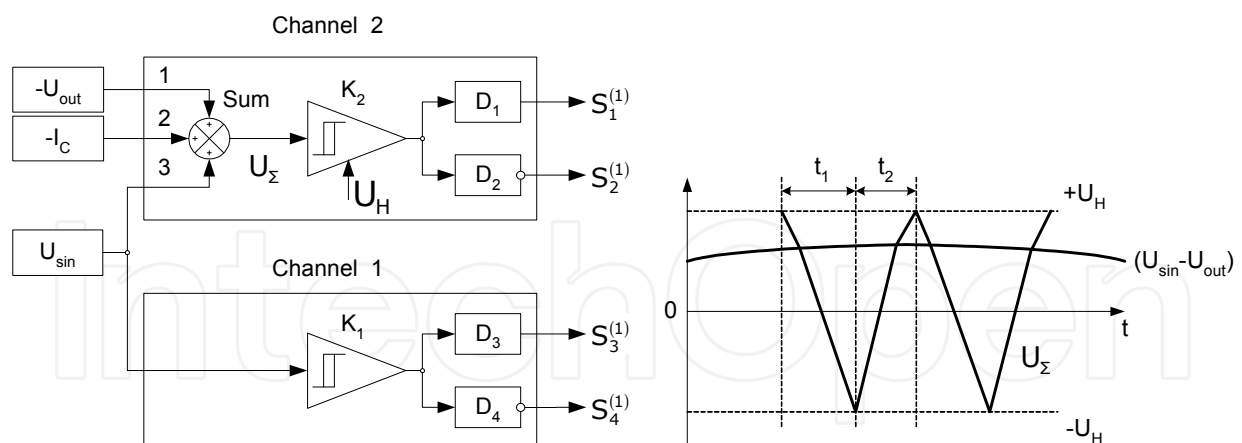 Channel 2
-U_out
-I_C
1
2
3
Sum
U_Σ
K_2
U_H
D_1
D_2
S_1^(1)
S_2^(1)
U_sin
Channel 1
K_1
D_3
D_4
S_3^(1)
S_4^(1)
t_1
t_2
+U_H
(U_sin-U_out)
0
t
U_Σ
-U_H
IntechOpen